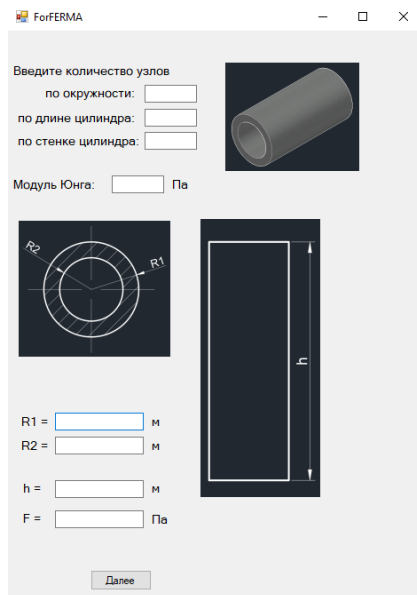 ForFERMA
Введите количество узлов
по окружности:
по длине цилиндра:
по стенке цилиндра:
Модуль Юнга: Па
R2
R1
h
R1 = м
R2 = м
h = м
F = Па
Далее